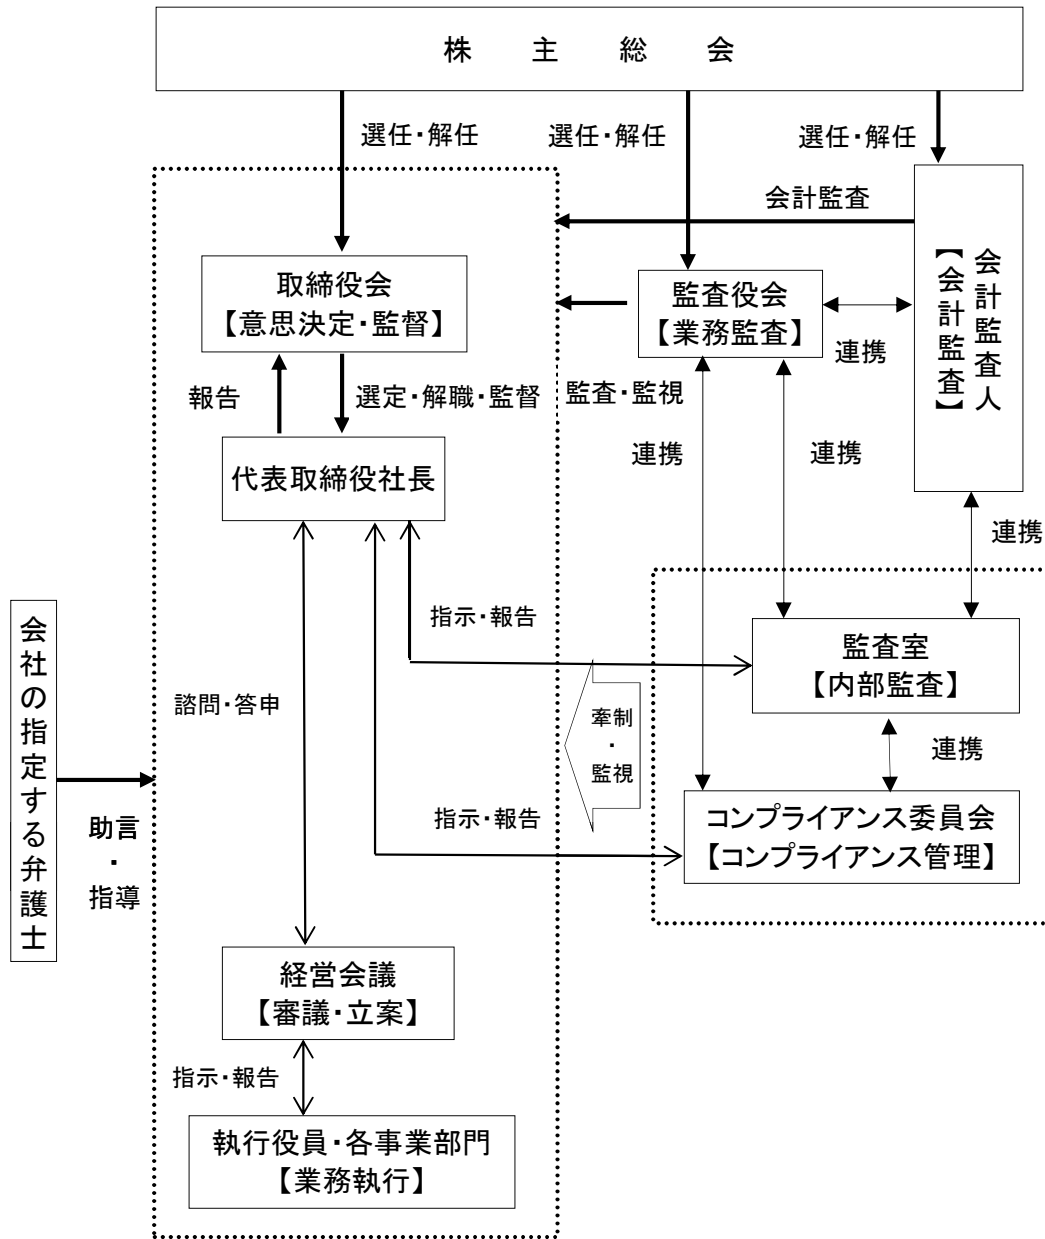 株主総会
選任・解任
選任・解任
選任・解任
会計監査
会計監査人
【会計監査】
取締役会
【意思決定・監督】
監査役会
【業務監査】
連携
報告
選定・解職・監督
監査・監視
連携
連携
代表取締役社長
連携
指示・報告
監査室
【内部監査】
会社の指定する弁護士
諮問・答申
牽制
・
監視
連携
助言
・
指導
指示・報告
コンプライアンス委員会
【コンプライアンス管理】
経営会議
【審議・立案】
指示・報告
執行役員・各事業部門
【業務執行】